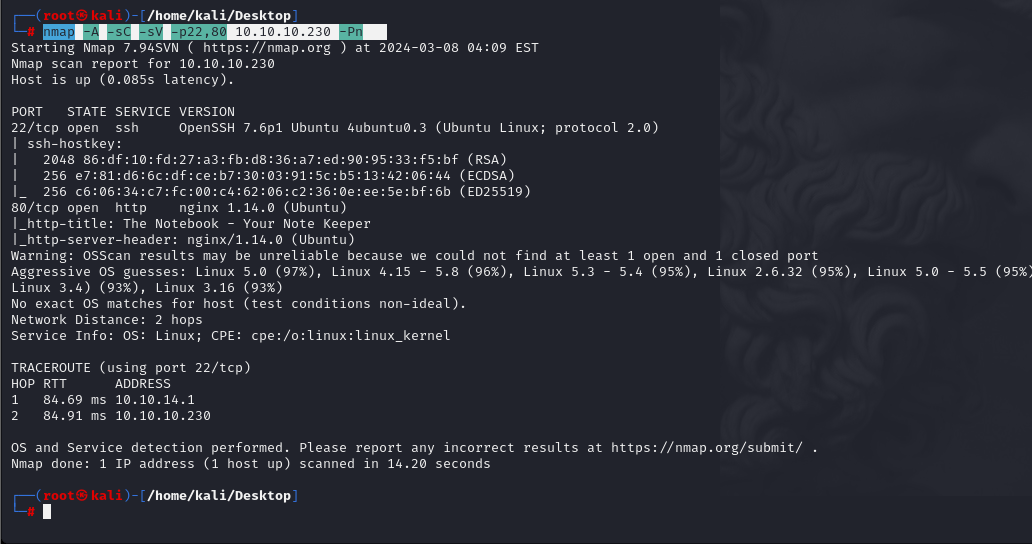 ┌──(root㉿kali)-[/home/kali/Desktop]
└─# nmap -A -sC -sV -p22,80 10.10.10.230 -Pn
Starting Nmap 7.94SVN ( https://nmap.org ) at 2024-03-08 04:09 EST
Nmap scan report for 10.10.10.230
Host is up (0.085s latency).
PORT   STATE SERVICE VERSION
22/tcp open  ssh     OpenSSH 7.6p1 Ubuntu 4ubuntu0.3 (Ubuntu Linux; protocol 2.0)
| ssh-hostkey:
|   2048 86:df:10:fd:27:a3:fb:d8:36:a7:ed:90:95:33:f5:bf (RSA)
|   256 e7:81:d6:6c:df:ce:b7:30:03:91:5c:b5:13:42:06:44 (ECDSA)
|_  256 c6:06:34:c7:fc:00:c4:62:06:c2:36:0e:ee:5e:bf:6b (ED25519)
80/tcp open  http    nginx 1.14.0 (Ubuntu)
|_http-title: The Notebook - Your Note Keeper
|_http-server-header: nginx/1.14.0 (Ubuntu)
Warning: OSScan results may be unreliable because we could not find at least 1 open and 1 closed port
Aggressive OS guesses: Linux 5.0 (97%), Linux 4.15 - 5.8 (96%), Linux 5.3 - 5.4 (95%), Linux 2.6.32 (95%), Linux 5.0 - 5.5 (95%)
Linux 3.4) (93%), Linux 3.16 (93%)
No exact OS matches for host (test conditions non-ideal).
Network Distance: 2 hops
Service Info: OS: Linux; CPE: cpe:/o:linux:linux_kernel
TRACEROUTE (using port 22/tcp)
HOP RTT      ADDRESS
1   84.69 ms 10.10.14.1
2   84.91 ms 10.10.10.230
OS and Service detection performed. Please report any incorrect results at https://nmap.org/submit/ .
Nmap done: 1 IP address (1 host up) scanned in 14.20 seconds
┌──(root㉿kali)-[/home/kali/Desktop]
└─#